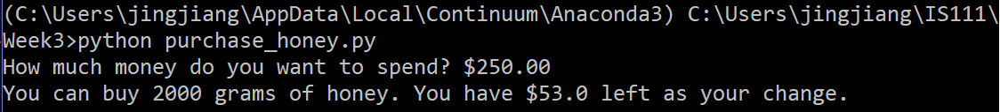 (C:\Users\jingjiang\AppData\Local\Continuum\Anaconda3) C:\Users\jingjiang\IS111\
Week3>python purchase_honey.py
How much money do you want to spend? $250.00
You can buy 2000 grams of honey. You have $53.0 left as your change.